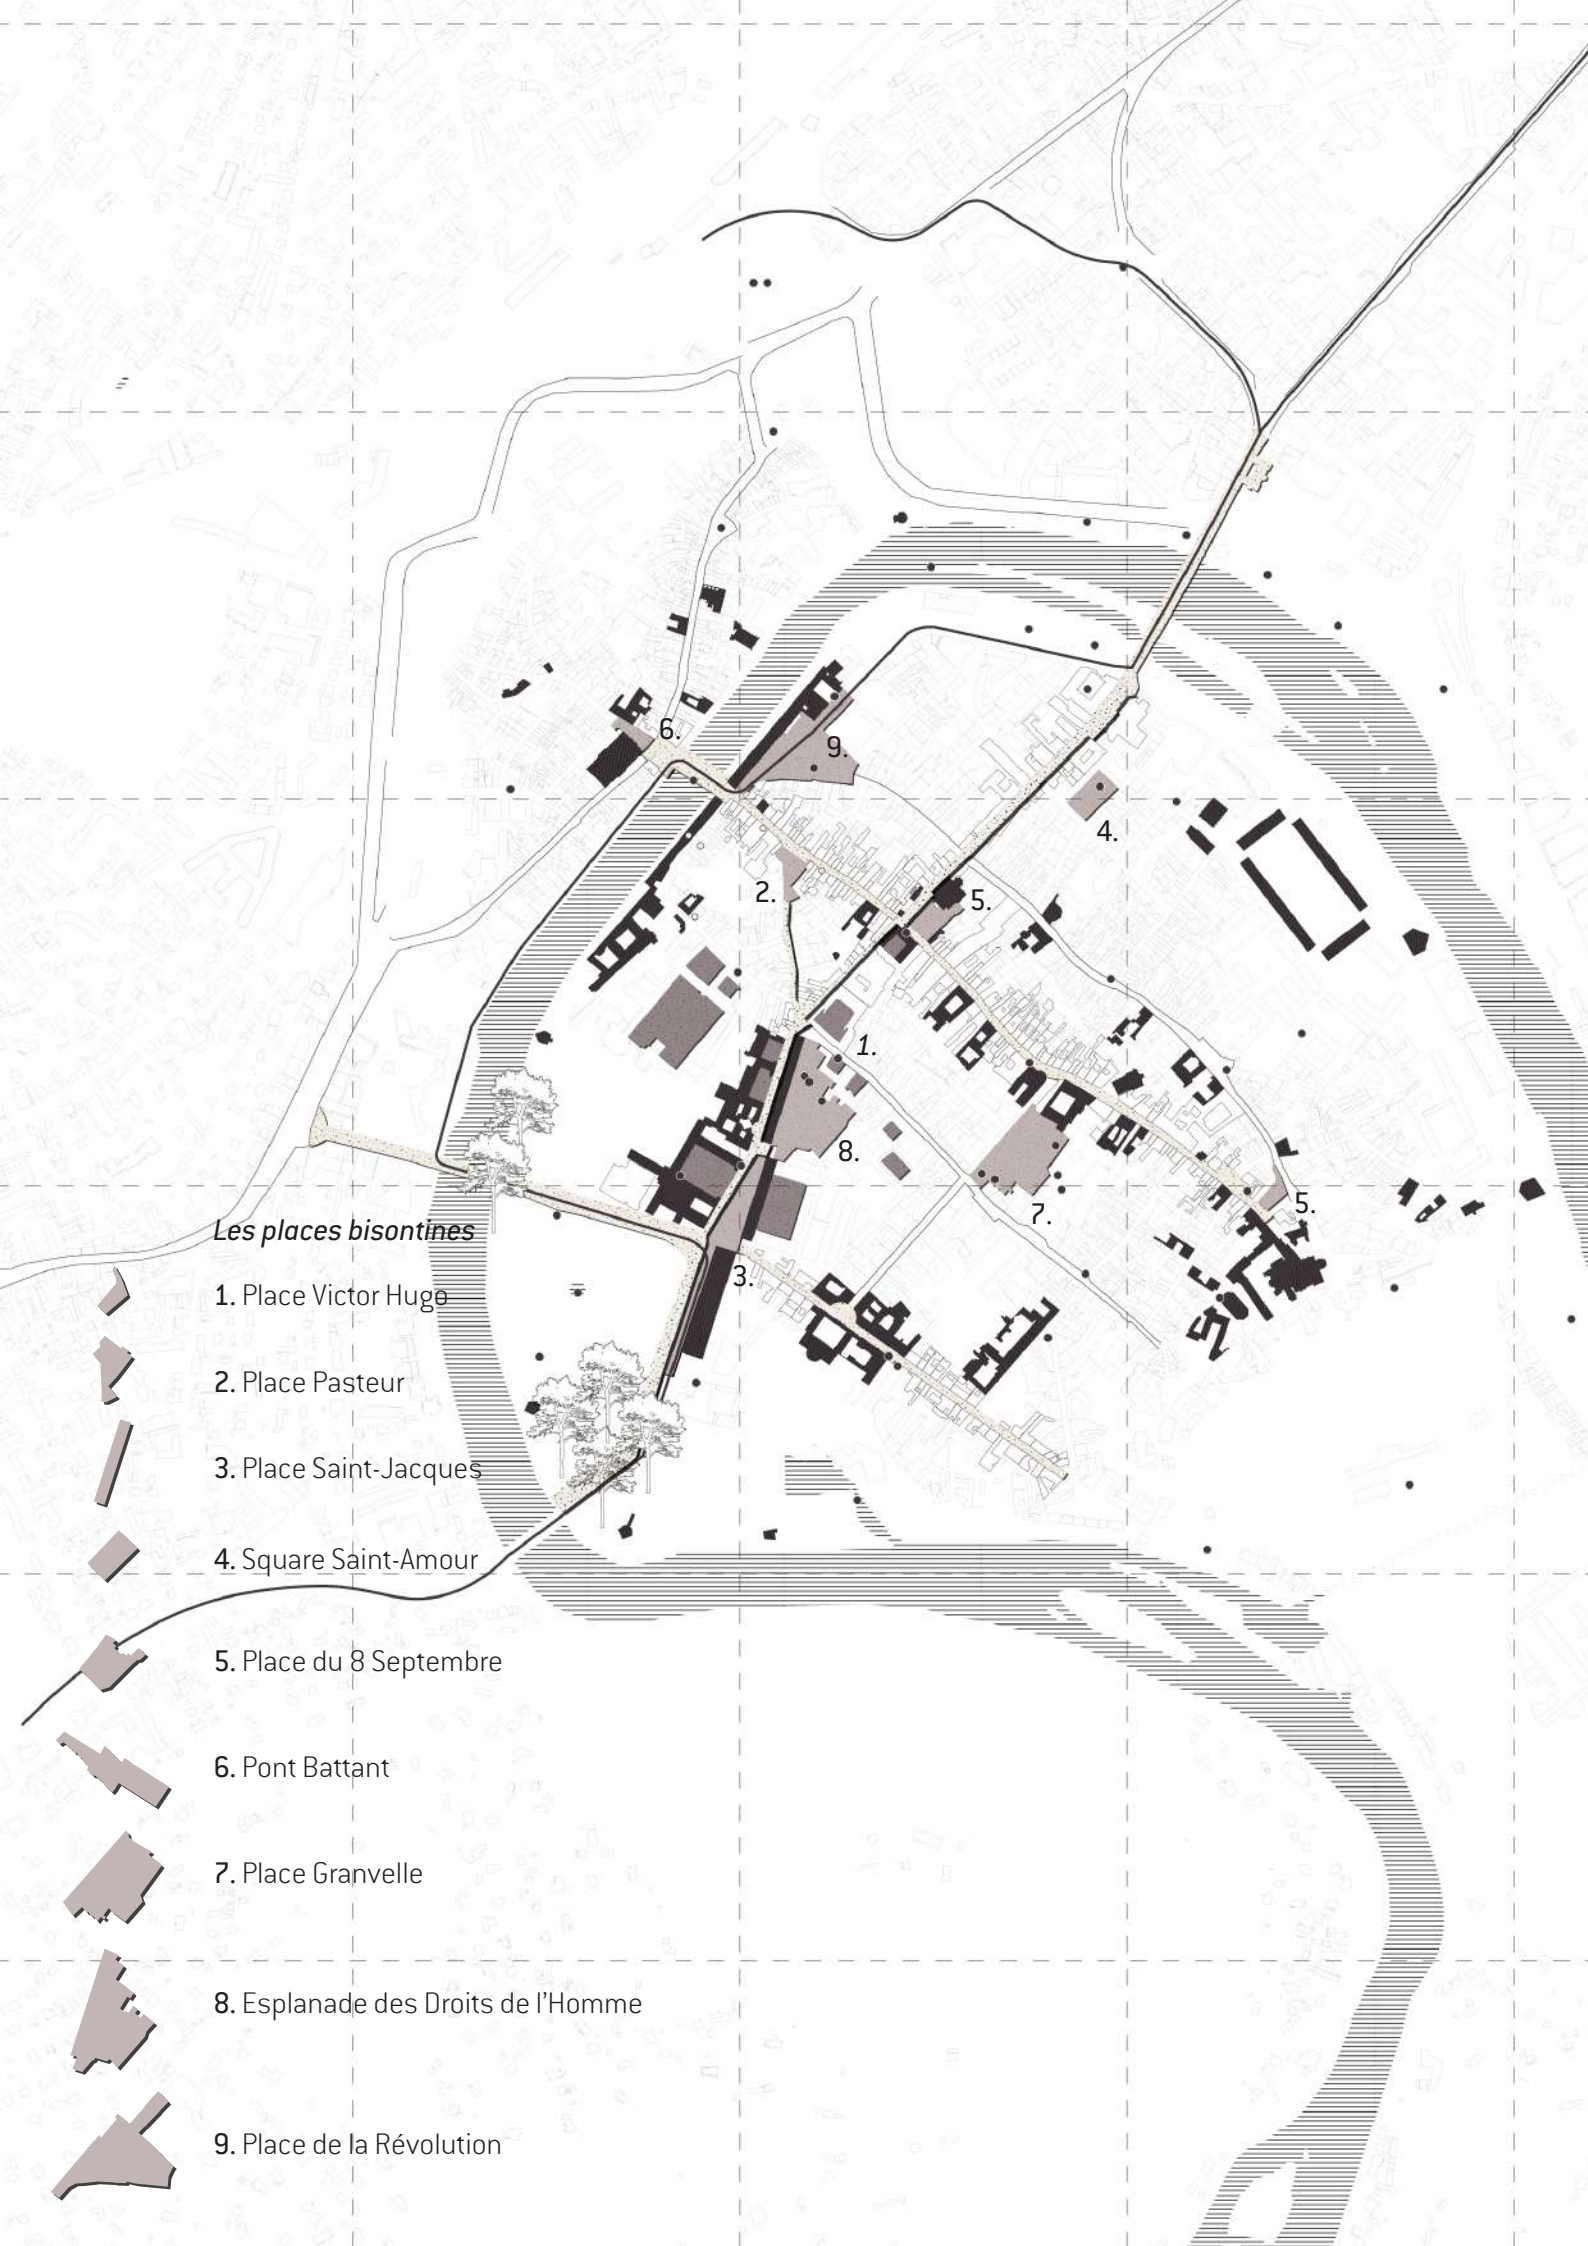 6.
9.
4.
2.
5.
1.
8.
7.
5.
3.
Les places bisontines
1. Place Victor Hugo
2. Place Pasteur
3. Place Saint-Jacques
4. Square Saint-Amour
5. Place du 8 Septembre
6. Pont Battant
7. Place Granvelle
8. Esplanade des Droits de l'Homme
9. Place de la Révolution